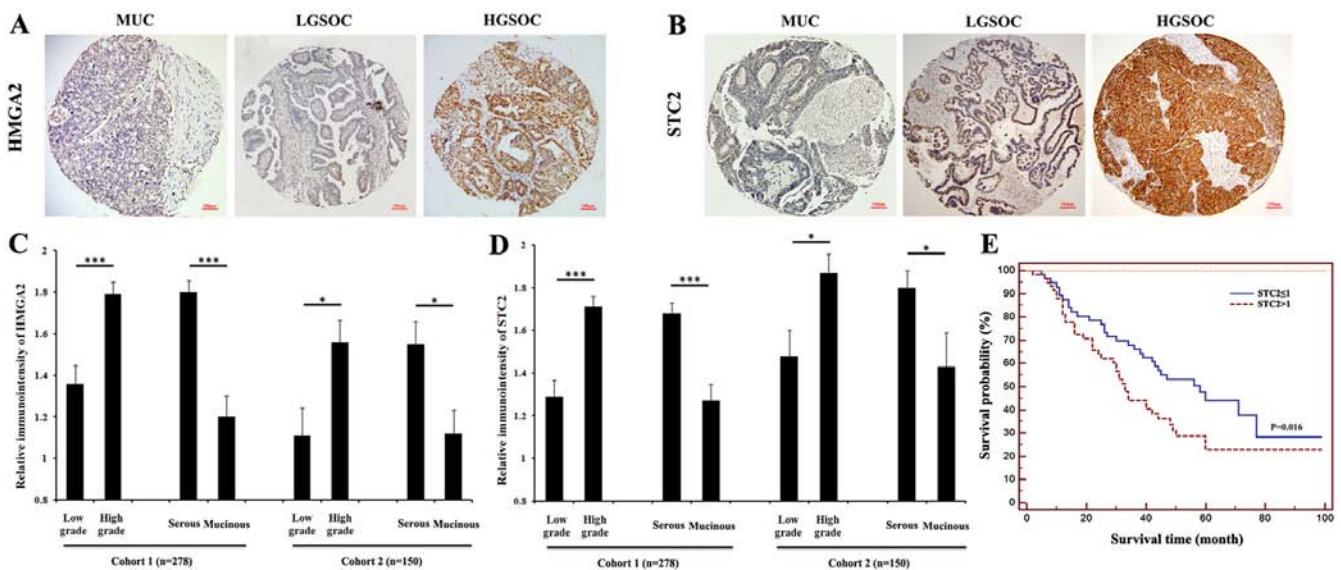 A
MUC
LGSOC
HGSOC
HMGA2
B
MUC
LGSOC
HGSOC
STC2
C
Relative immunointensity of HMGA2
2
1.8
1.6
1.4
1.2
1
0.8
***
***
*
*
Low grade
High grade
Serous
Mucinous
Low grade
High grade
Serous
Mucinous
Cohort 1 (n=278)
Cohort 2 (n=150)
D
Relative immunointensity of STC2
2
1.8
1.6
1.4
1.2
1
0.8
***
***
*
*
Low grade
High grade
Serous
Mucinous
Low grade
High grade
Serous
Mucinous
Cohort 1 (n=278)
Cohort 2 (n=150)
E
Survival probability (%)
100
90
80
70
60
50
40
30
20
10
0
STC2≤1
STC2>1
P=0.016
0
20
40
60
80
100
Survival time (month)